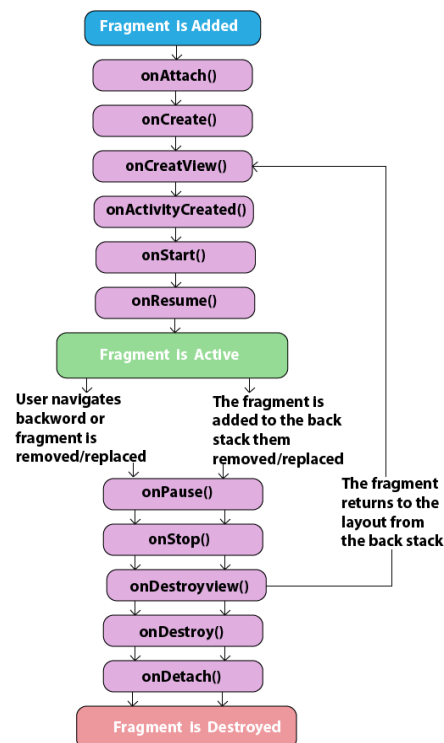 Fragment is Added
onAttach()
onCreate()
onCreatView()
onActivityCreated()
onStart()
onResume()
Fragment is Active
User navigates
backword or
fragment is
removed/replaced
The fragment is
added to the back
stack them
removed/replaced
The fragment
returns to the
layout from
the back stack
onPause()
onStop()
onDestroyview()
onDestroy()
onDetach()
Fragment is Destroyed